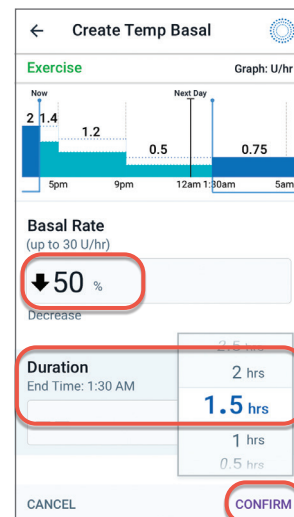 Create Temp Basal
Exercise
Graph: U/hr
Now
Next Day
2 1.4
1.2
0.5
0.75
5pm 9pm 12am 1:30am 5am
Basal Rate
(up to 30 U/hr)
50 %
Decrease
2.5 hrs
Duration
2 hrs
End Time: 1:30 AM
1.5 hrs
1 hrs
0.5 hrs
CANCEL
CONFIRM